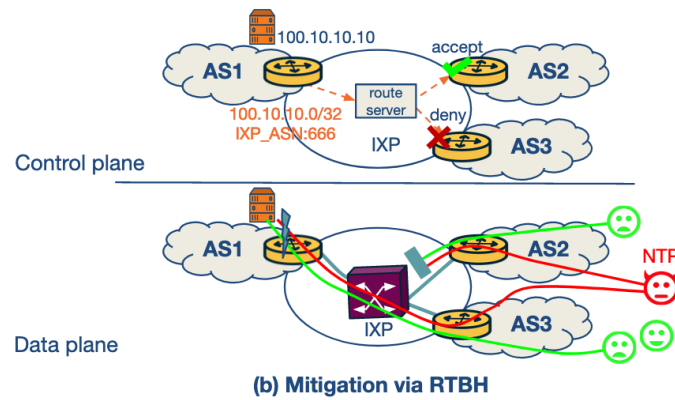 100.10.10.10
accept
AS1
AS2
route
server
100.10.10.0/32
IXP_ASN:666
deny
IXP
AS3
Control plane
AS1
AS2
NTP
IXP
AS3
Data plane
(b) Mitigation via RTBH